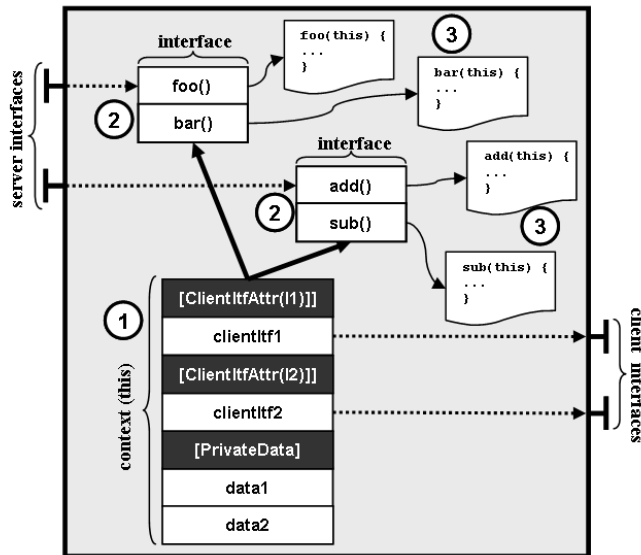 interface
foo(this) {
...
}
3
bar(this) {
...
}
foo()
bar()
2
server interfaces
interface
add()
sub()
2
add(this) {
...
}
3
sub(this) {
...
}
1
context (this)
[ClientItfAttr(I1)]]
clientItf1
[ClientItfAttr(I2)]]
clientItf2
[PrivateData]
data1
data2
client interfaces